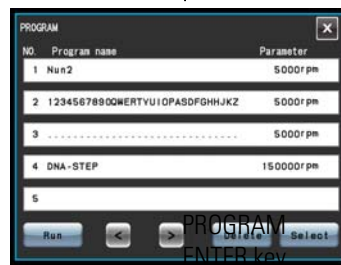 PROGRAM X
NO. Program name Parameter
1 Nun2 5000rpm
2 1234567890QWERTYUIOPASDFGHHJKZ 5000rpm
3 .............................. 5000rpm
4 DNA-STEP 150000rpm
5
Run < > Delete Select
PROGRAM
ENTER key